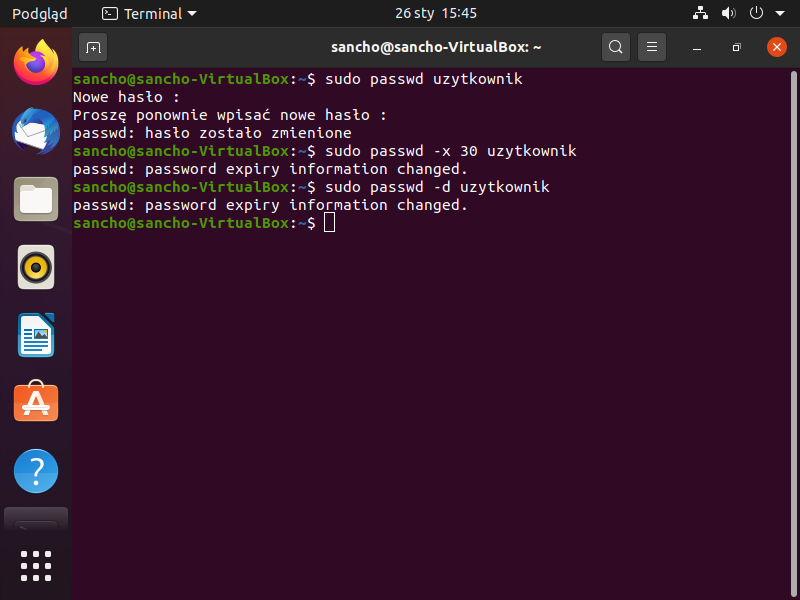 Podgląd Terminal 26 sty 15:45
sancho@sancho-VirtualBox: ~
sancho@sancho-VirtualBox:~$ sudo passwd uzytkownik
Nowe hasło :
Proszę ponownie wpisać nowe hasło :
passwd: hasło zostało zmienione
sancho@sancho-VirtualBox:~$ sudo passwd -x 30 uzytkownik
passwd: password expiry information changed.
sancho@sancho-VirtualBox:~$ sudo passwd -d uzytkownik
passwd: password expiry information changed.
sancho@sancho-VirtualBox:~$